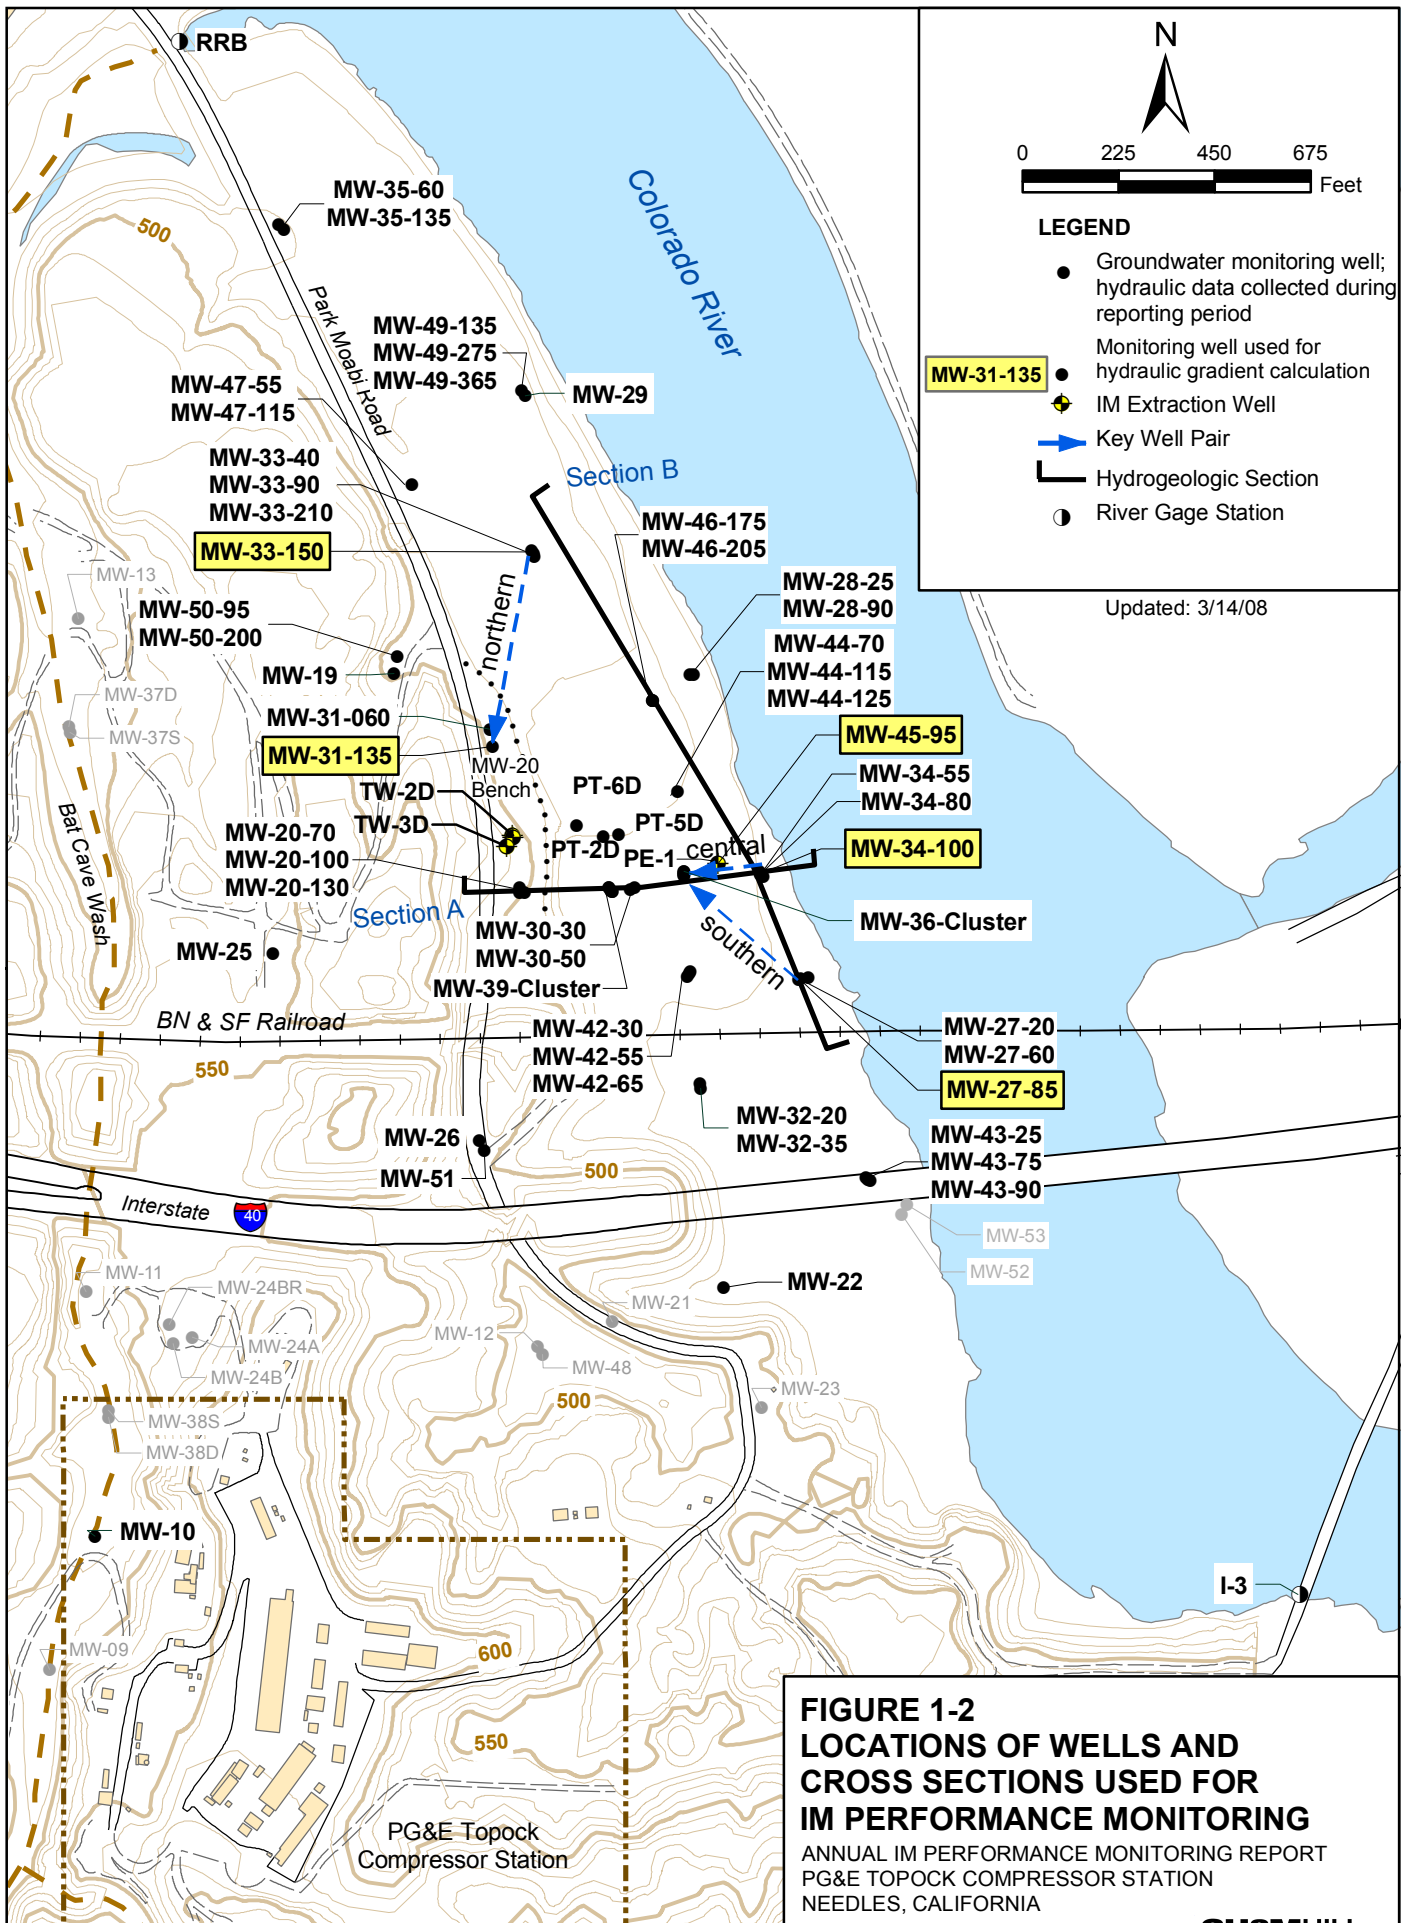 RRB
N
0 225 450 675
Feet
LEGEND
Groundwater monitoring well;
hydraulic data collected during
reporting period
MW-31-135
Monitoring well used for
hydraulic gradient calculation
IM Extraction Well
Key Well Pair
Hydrogeologic Section
River Gage Station
Updated: 3/14/08
MW-35-60
MW-35-135
500
Colorado River
Park Moabi Road
MW-49-135
MW-49-275
MW-49-365
MW-29
MW-47-55
MW-47-115
MW-33-40
MW-33-90
MW-33-210
MW-33-150
Section B
MW-46-175
MW-46-205
MW-13
MW-28-25
MW-28-90
MW-50-95
MW-50-200
northern
MW-44-70
MW-44-115
MW-44-125
MW-19
MW-37D
MW-37S
MW-31-060
MW-31-135
MW-45-95
MW-20
Bench
MW-34-55
MW-34-80
PT-6D
TW-2D
TW-3D
PT-5D
PT-2D
PE-1
central
MW-34-100
Bat Cave Wash
MW-20-70
MW-20-100
MW-20-130
Section A
MW-36-Cluster
MW-30-30
MW-30-50
southern
MW-25
MW-39-Cluster
BN & SF Railroad
MW-42-30
MW-42-55
MW-42-65
MW-27-20
MW-27-60
MW-27-85
550
MW-32-20
MW-32-35
MW-26
MW-51
500
MW-43-25
MW-43-75
MW-43-90
Interstate
40
MW-53
MW-52
MW-11
MW-24BR
MW-22
MW-21
MW-12
MW-24A
MW-48
MW-24B
MW-23
500
MW-38S
MW-38D
MW-10
I-3
MW-09
600
550
PG&E Topock
Compressor Station
FIGURE 1-2
LOCATIONS OF WELLS AND
CROSS SECTIONS USED FOR
IM PERFORMANCE MONITORING
ANNUAL IM PERFORMANCE MONITORING REPORT
PG&E TOPOCK COMPRESSOR STATION
NEEDLES, CALIFORNIA